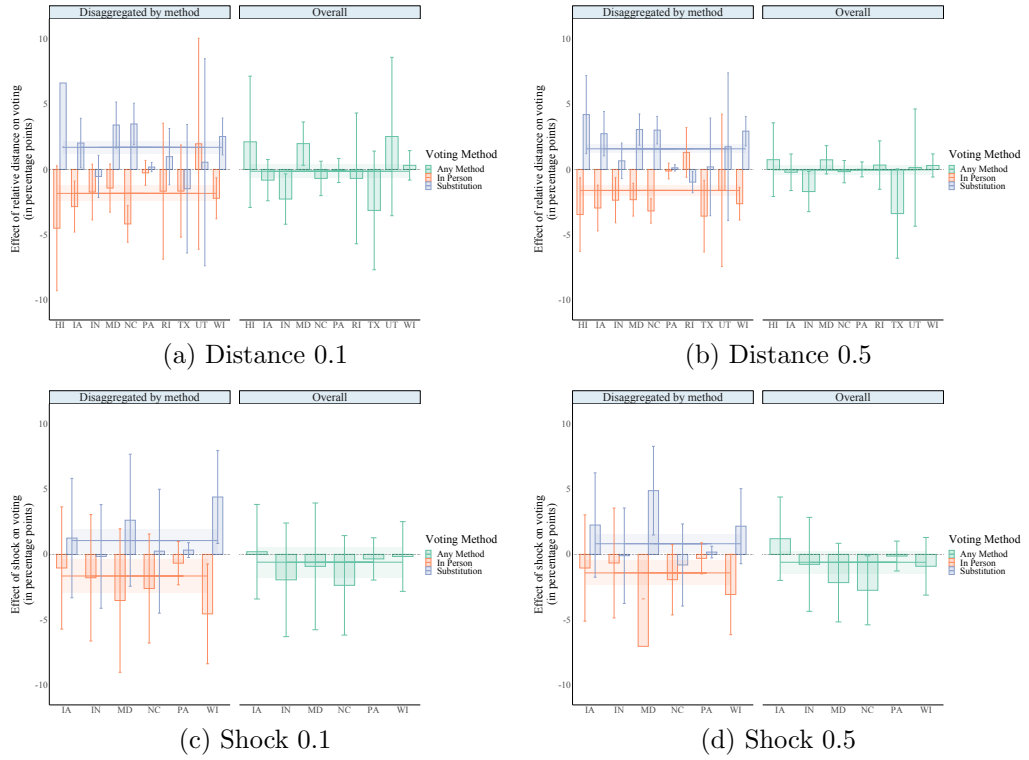 Disaggregated by method
Overall
Effect of relative distance on voting
(in percentage points)
10
5
0
-5
-10
HI IA IN MD NC PA RI TX UT WI
HI IA IN MD NC PA RI TX UT WI
Voting Method
Any Method
In Person
Substitution
(a) Distance 0.1
Disaggregated by method
Overall
Effect of relative distance on voting
(in percentage points)
10
5
0
-5
-10
HI IA IN MD NC PA RI TX UT WI
HI IA IN MD NC PA RI TX UT WI
Voting Method
Any Method
In Person
Substitution
(b) Distance 0.5
Disaggregated by method
Overall
Effect of shock on voting
(in percentage points)
10
5
0
-5
-10
IA IN MD NC PA WI
IA IN MD NC PA WI
Voting Method
Any Method
In Person
Substitution
(c) Shock 0.1
Disaggregated by method
Overall
Effect of shock on voting
(in percentage points)
10
5
0
-5
-10
IA IN MD NC PA WI
IA IN MD NC PA WI
Voting Method
Any Method
In Person
Substitution
(d) Shock 0.5